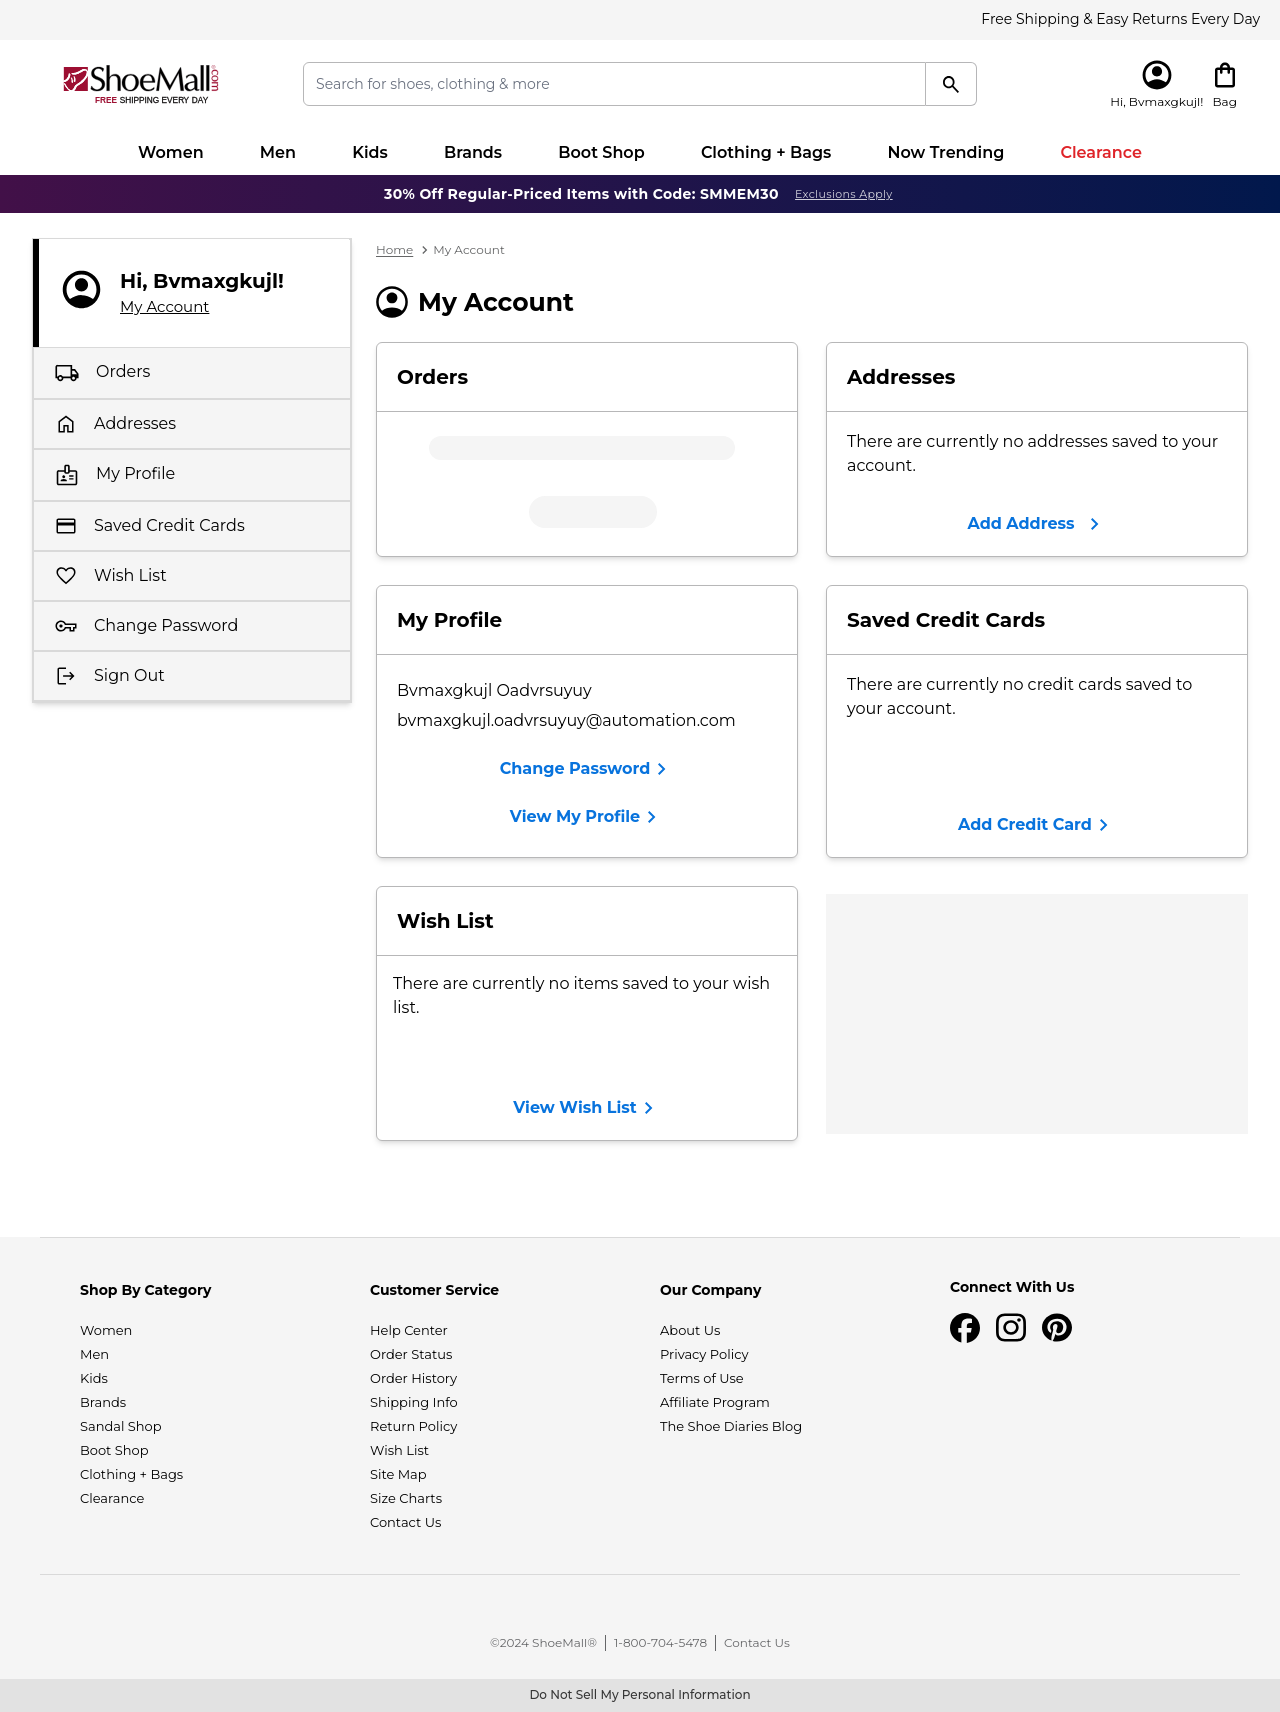 Free Shipping & Easy Returns Every Day
ShoeMall.com
FREE SHIPPING EVERY DAY
Search for shoes, clothing & more
Hi, Bvmaxgkujl!
Bag
Women Men Kids Brands Boot Shop Clothing + Bags Now Trending Clearance
30% Off Regular-Priced Items with Code: SMMEM30 Exclusions Apply
Hi, Bvmaxgkujl!
My Account
Orders
Addresses
My Profile
Saved Credit Cards
Wish List
Change Password
Sign Out
Home > My Account
My Account
Orders
Addresses
There are currently no addresses saved to your
account.
Add Address
My Profile
Bvmaxgkujl Oadvrsuyuy
bvmaxgkujl.oadvrsuyuy@automation.com
Change Password
View My Profile
Saved Credit Cards
There are currently no credit cards saved to
your account.
Add Credit Card
Wish List
There are currently no items saved to your wish
list.
View Wish List
Shop By Category
Women
Men
Kids
Brands
Sandal Shop
Boot Shop
Clothing + Bags
Clearance
Customer Service
Help Center
Order Status
Order History
Shipping Info
Return Policy
Wish List
Site Map
Size Charts
Contact Us
Our Company
About Us
Privacy Policy
Terms of Use
Affiliate Program
The Shoe Diaries Blog
Connect With Us
©2024 ShoeMall® | 1-800-704-5478 | Contact Us
Do Not Sell My Personal Information